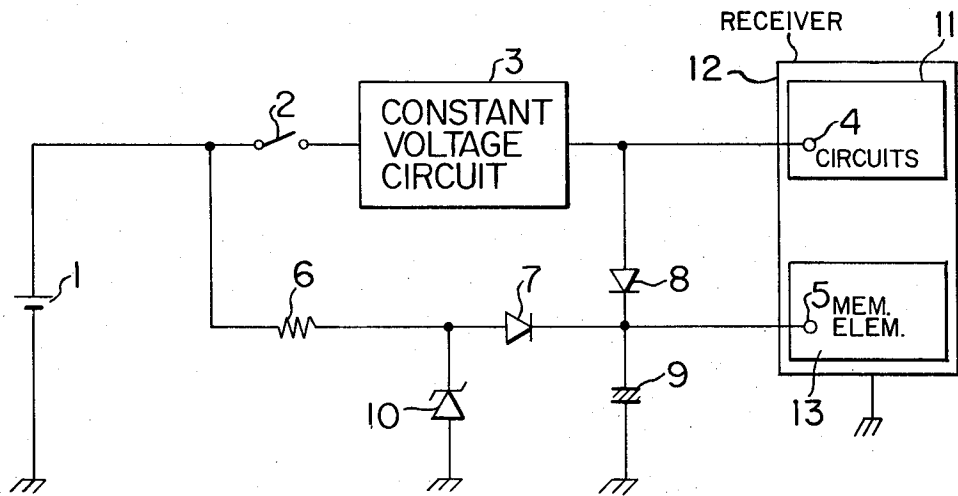 RECEIVER
11
12
3
2
CONSTANT
VOLTAGE
CIRCUIT
4
CIRCUITS
1
6
7
8
5 MEM.
ELEM.
9
10
13